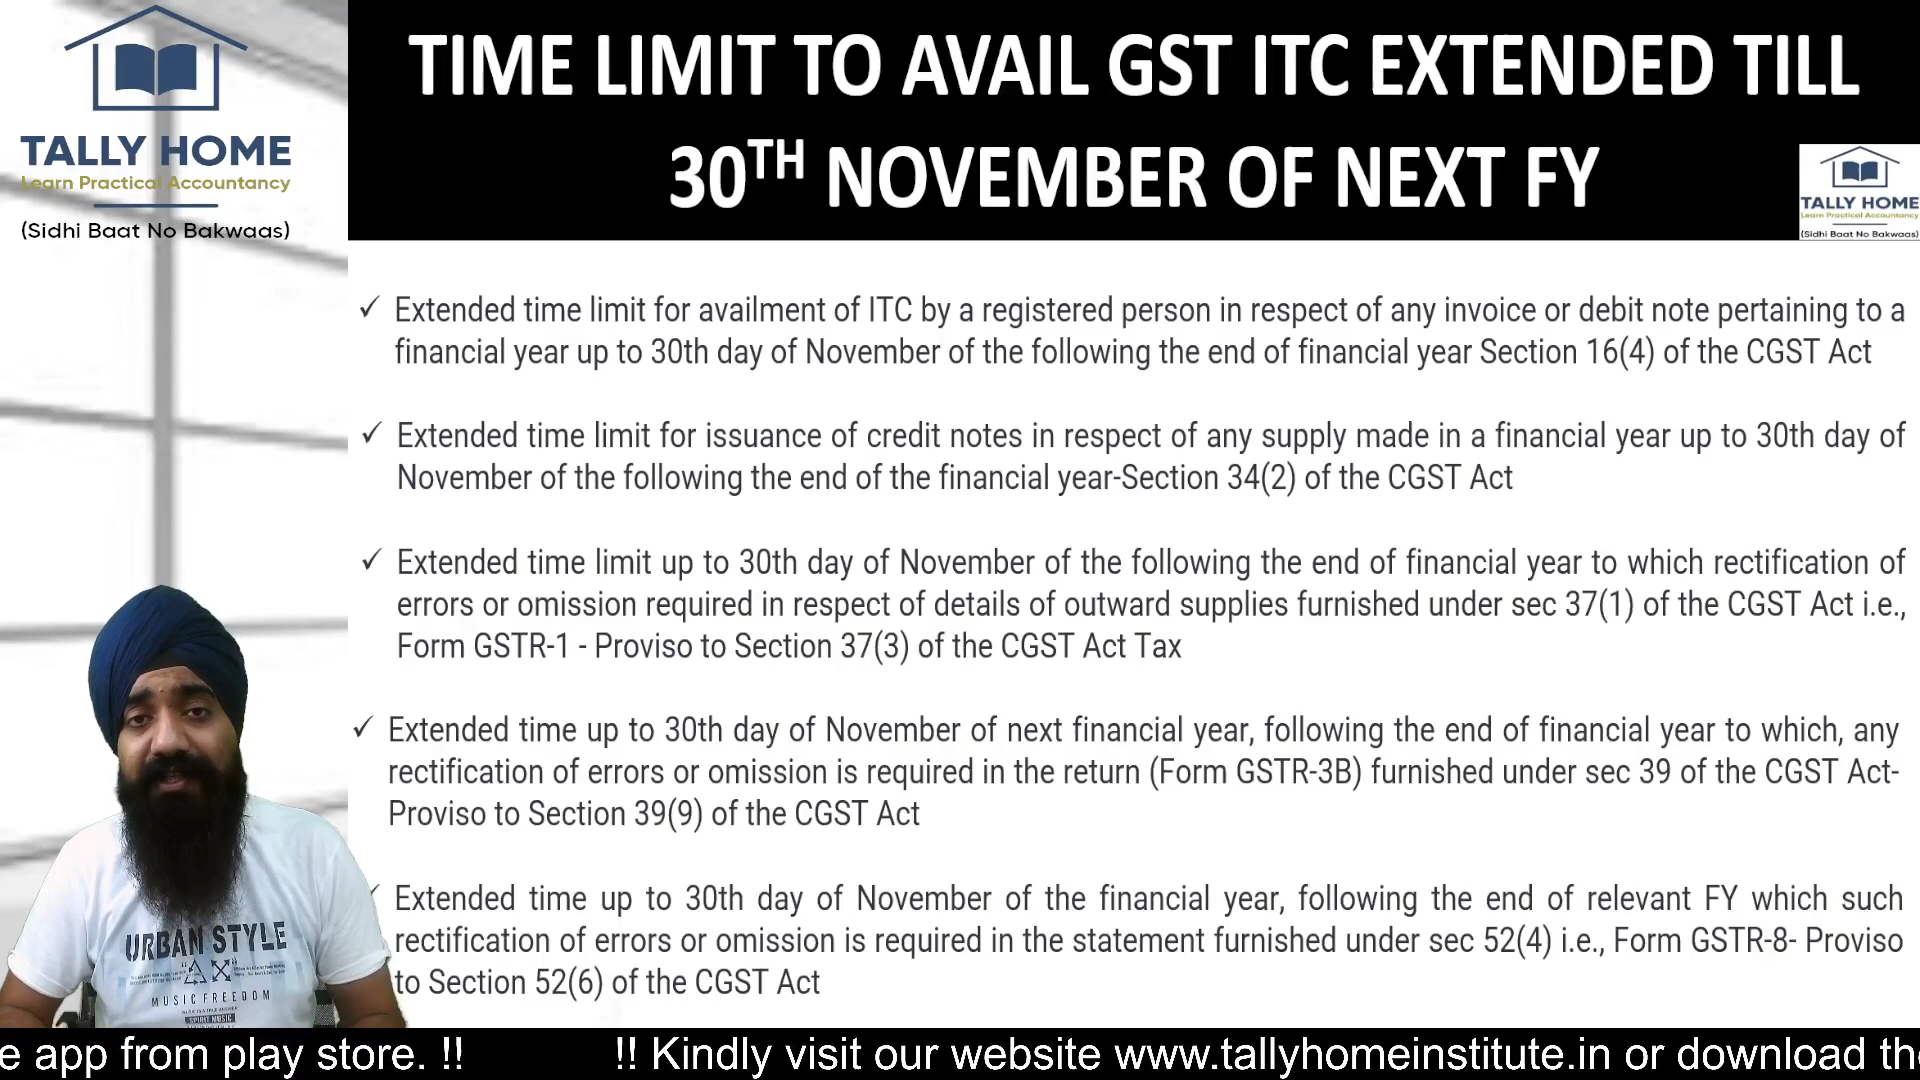 TALLY HOME
Learn Practical Accountancy
(Sidhi Baat No Bakwaas)
TIME LIMIT TO AVAIL GST ITC EXTENDED TILL
30TH NOVEMBER OF NEXT FY
TALLY HOME
Learn Practical Accountancy
(Sidhi Baat No Bakwaas)
✓ Extended time limit for availment of ITC by a registered person in respect of any invoice or debit note pertaining to a
financial year up to 30th day of November of the following the end of financial year Section 16(4) of the CGST Act
✓ Extended time limit for issuance of credit notes in respect of any supply made in a financial year up to 30th day of
November of the following the end of the financial year-Section 34(2) of the CGST Act
✓ Extended time limit up to 30th day of November of the following the end of financial year to which rectification of
errors or omission required in respect of details of outward supplies furnished under sec 37(1) of the CGST Act i.e.,
Form GSTR-1 - Proviso to Section 37(3) of the CGST Act Tax
✓ Extended time up to 30th day of November of next financial year, following the end of financial year to which, any
rectification of errors or omission is required in the return (Form GSTR-3B) furnished under sec 39 of the CGST Act-
Proviso to Section 39(9) of the CGST Act
Extended time up to 30th day of November of the financial year, following the end of relevant FY which such
rectification of errors or omission is required in the statement furnished under sec 52(4) i.e., Form GSTR-8- Proviso
to Section 52(6) of the CGST Act
URBAN STYLE
MUSIC FREEDOM
SPIRIT MUSIC
e app from play store. !! !! Kindly visit our website www.tallyhomeinstitute.in or download the